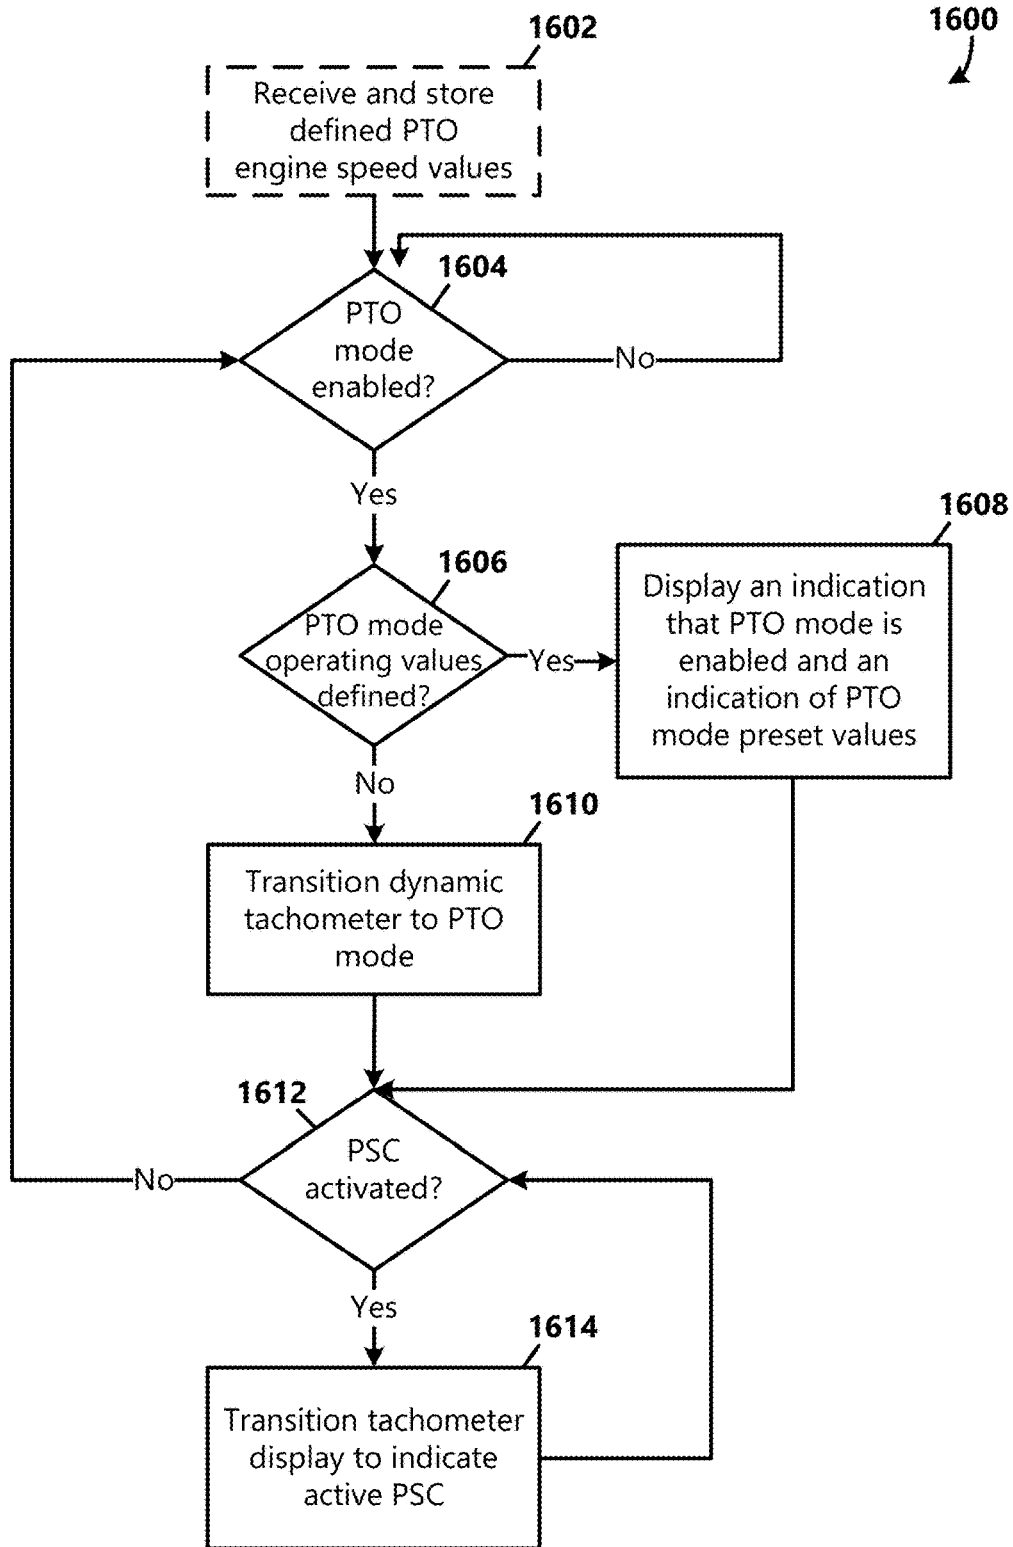 1600
1602
Receive and store
defined PTO
engine speed values
1604
PTO
mode
enabled?
No
Yes
1606
PTO mode
operating values
defined?
Yes
1608
Display an indication
that PTO mode is
enabled and an
indication of PTO
mode preset values
No
1610
Transition dynamic
tachometer to PTO
mode
1612
PSC
activated?
No
Yes
1614
Transition tachometer
display to indicate
active PSC